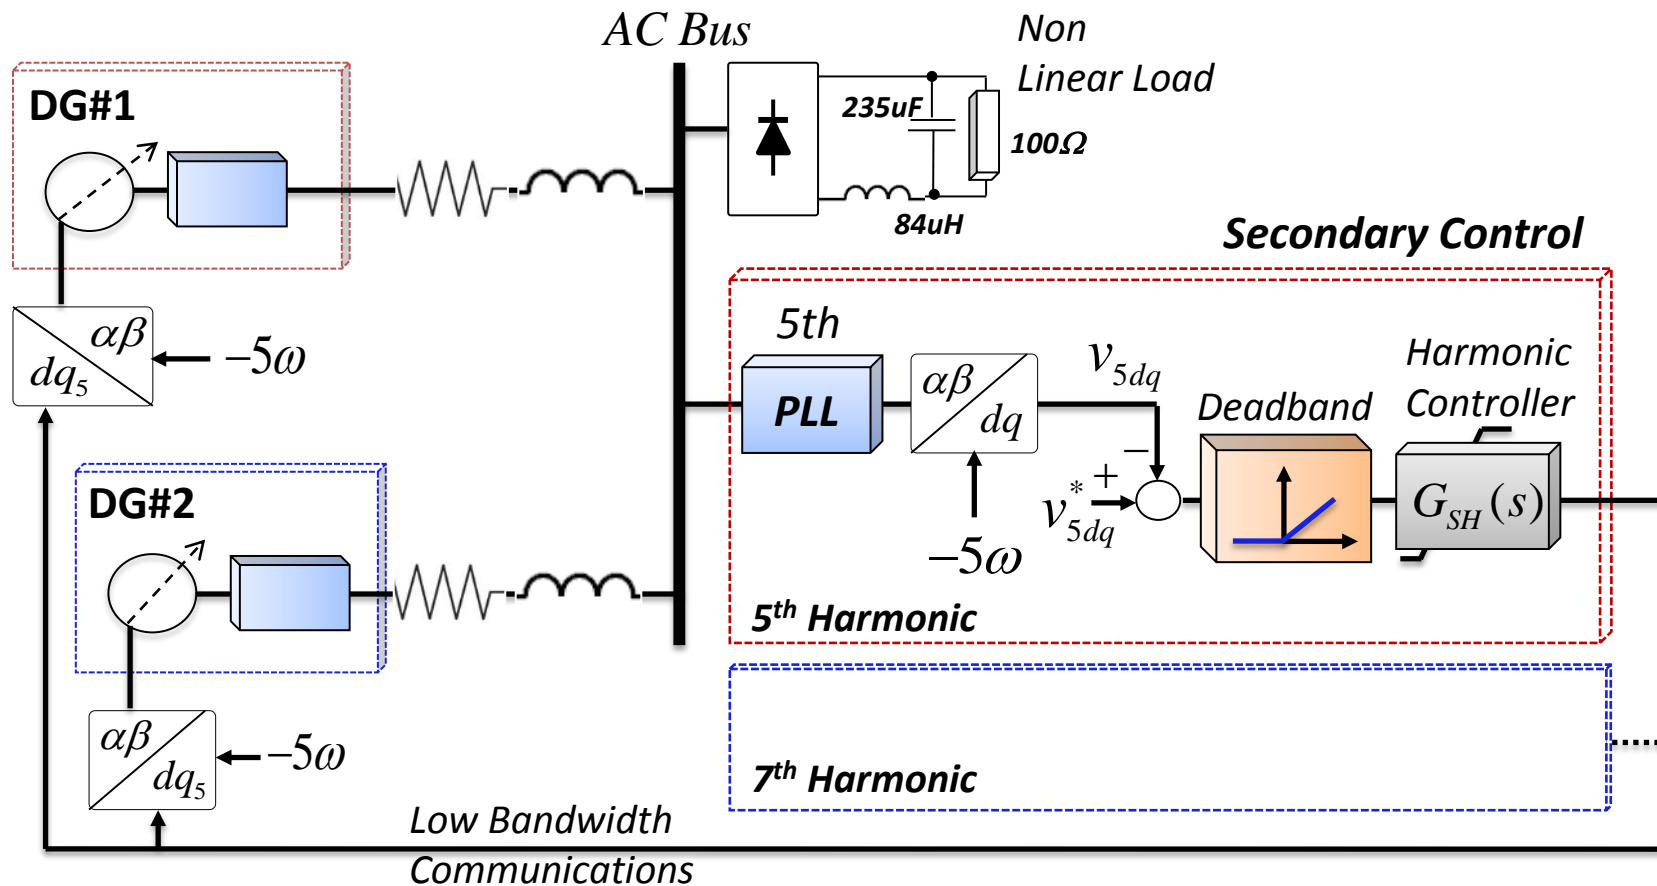 AC Bus
Non
Linear Load
235uF
100Ω
84uH
DG#1
αβ
dq₅
−5ω
Secondary Control
5th
PLL
αβ
dq
−5ω
v₅dq
−
+
v*₅dq
Deadband
Harmonic
Controller
G_SH(s)
5th Harmonic
7th Harmonic
DG#2
αβ
dq₅
−5ω
Low Bandwidth
Communications